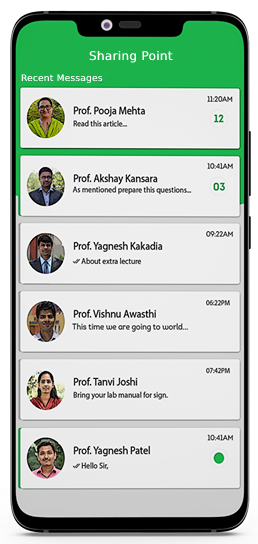 Sharing Point
Recent Messages
11:20AM
Prof. Pooja Mehta
12
Read this article...
10:41AM
Prof. Akshay Kansara
03
As mentioned prepare this questions...
09:22AM
Prof. Yagnesh Kakadia
About extra lecture
06:22PM
Prof. Vishnu Awasthi
This time we are going to world...
07:42PM
Prof. Tanvi Joshi
Bring your lab manual for sign.
10:41AM
Prof. Yagnesh Patel
Hello Sir,